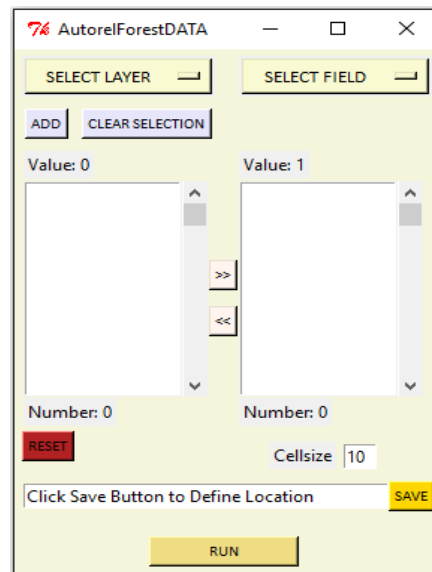 AutorelForestDATA
SELECT LAYER SELECT FIELD
ADD CLEAR SELECTION
Value: 0 Value: 1
>>
<<
Number: 0 Number: 0
RESET
Cellsize 10
Click Save Button to Define Location SAVE
RUN